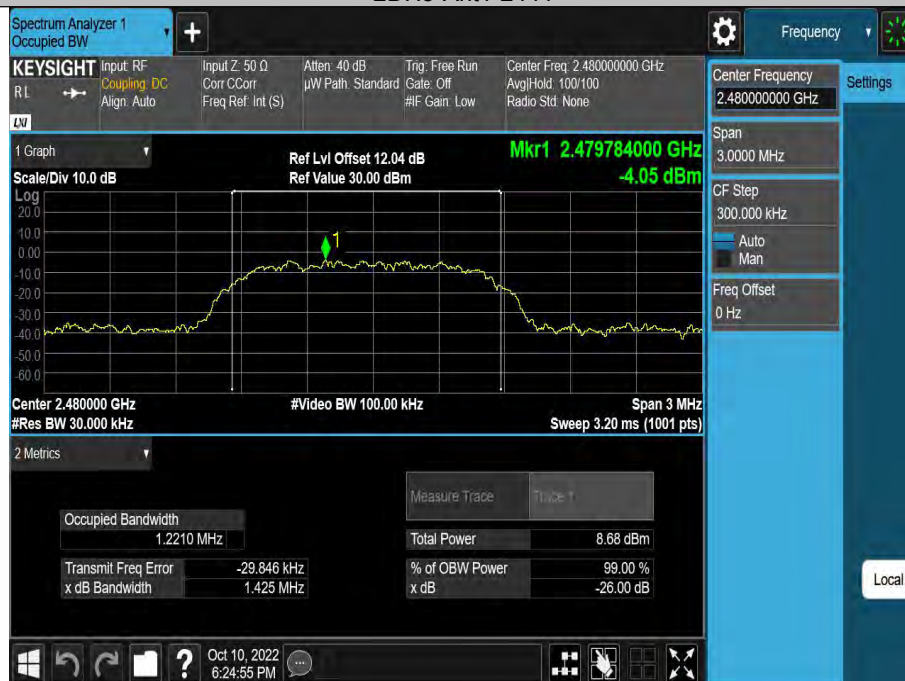 Spectrum Analyzer 1
Occupied BW
+
Frequency
KEYSIGHT
RL
LXI
Input: RF
Coupling: DC
Align: Auto
Input Z: 50 Ω
Corr CCorr
Freq Ref: Int (S)
Atten: 40 dB
µW Path: Standard
Trig: Free Run
Gate: Off
#IF Gain: Low
Center Freq: 2.480000000 GHz
Avg|Hold: 100/100
Radio Std: None
Center Frequency
2.480000000 GHz
Settings
Span
3.0000 MHz
CF Step
300.000 kHz
Auto
Man
Freq Offset
0 Hz
Local
1 Graph
Scale/Div 10.0 dB
Ref Lvl Offset 12.04 dB
Ref Value 30.00 dBm
Mkr1 2.479784000 GHz
-4.05 dBm
Log
20.0
10.0
0.00
-10.0
-20.0
-30.0
-40.0
-50.0
-60.0
1
Center 2.480000 GHz
#Res BW 30.000 kHz
#Video BW 100.00 kHz
Span 3 MHz
Sweep 3.20 ms (1001 pts)
2 Metrics
Measure Trace
Trace 1
Occupied Bandwidth
1.2210 MHz
Total Power 8.68 dBm
Transmit Freq Error -29.846 kHz
% of OBW Power 99.00 %
x dB Bandwidth 1.425 MHz
x dB -26.00 dB
?
Oct 10, 2022
6:24:55 PM